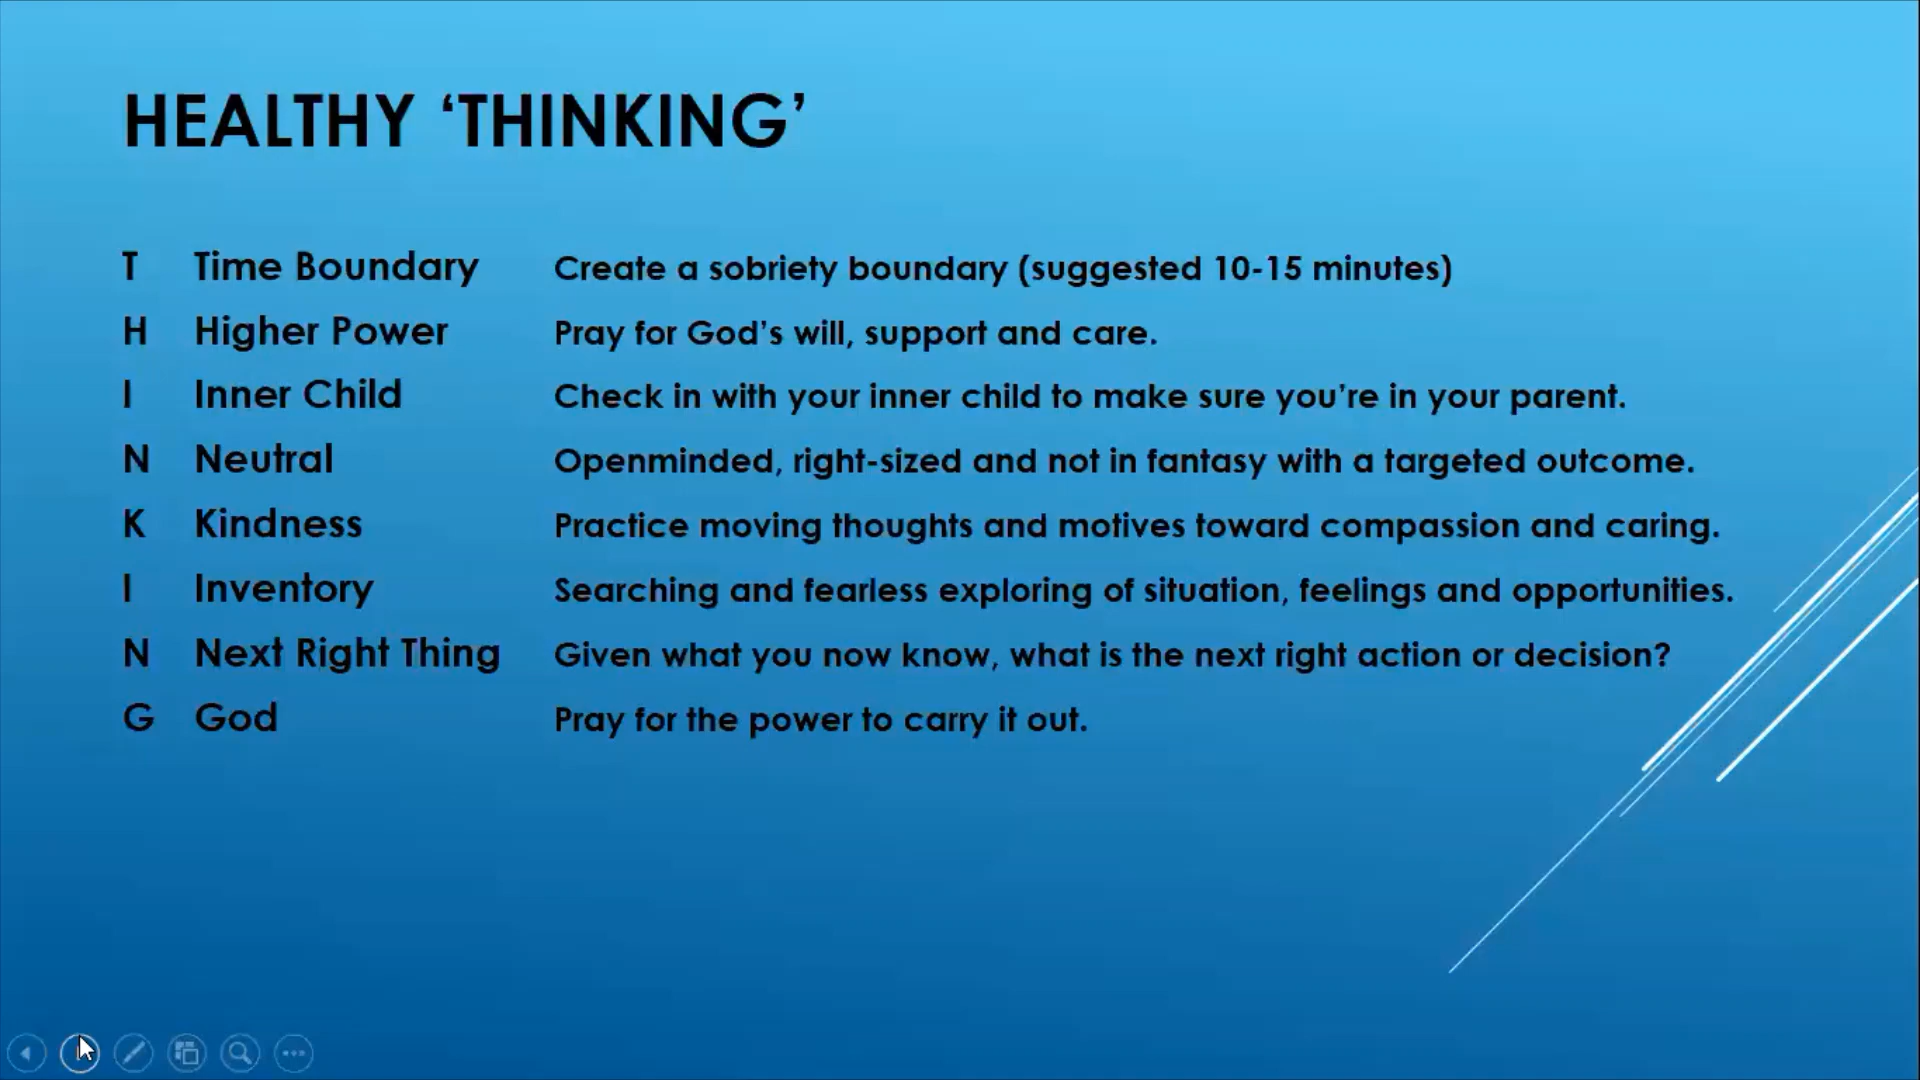 HEALTHY ‘THINKING’
T Time Boundary Create a sobriety boundary (suggested 10-15 minutes)
H Higher Power Pray for God’s will, support and care.
I Inner Child Check in with your inner child to make sure you’re in your parent.
N Neutral Openminded, right-sized and not in fantasy with a targeted outcome.
K Kindness Practice moving thoughts and motives toward compassion and caring.
I Inventory Searching and fearless exploring of situation, feelings and opportunities.
N Next Right Thing Given what you now know, what is the next right action or decision?
G God Pray for the power to carry it out.